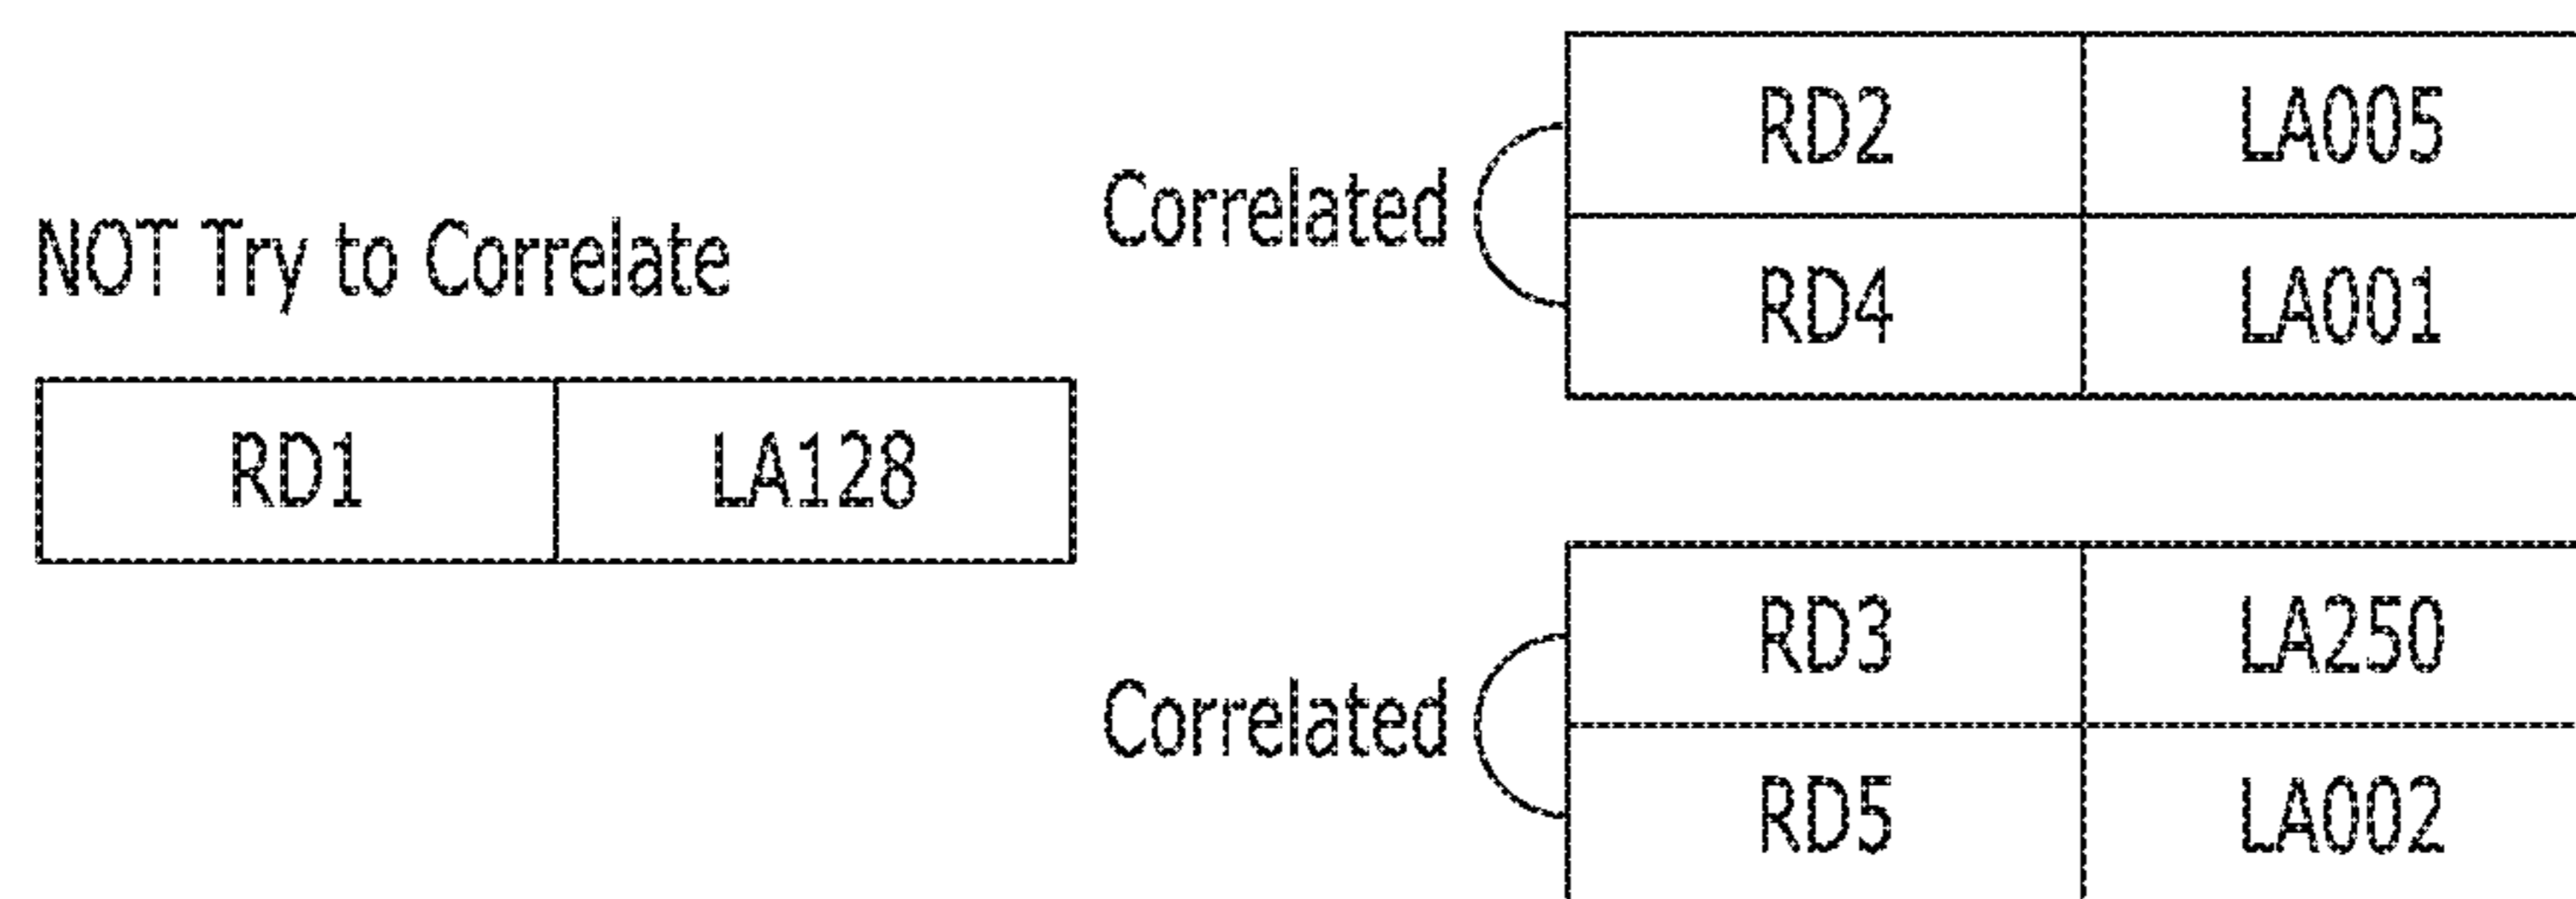 NOT Try to Correlate
RD1 LA128
Correlated
RD2 LA005
RD4 LA001
Correlated
RD3 LA250
RD5 LA002